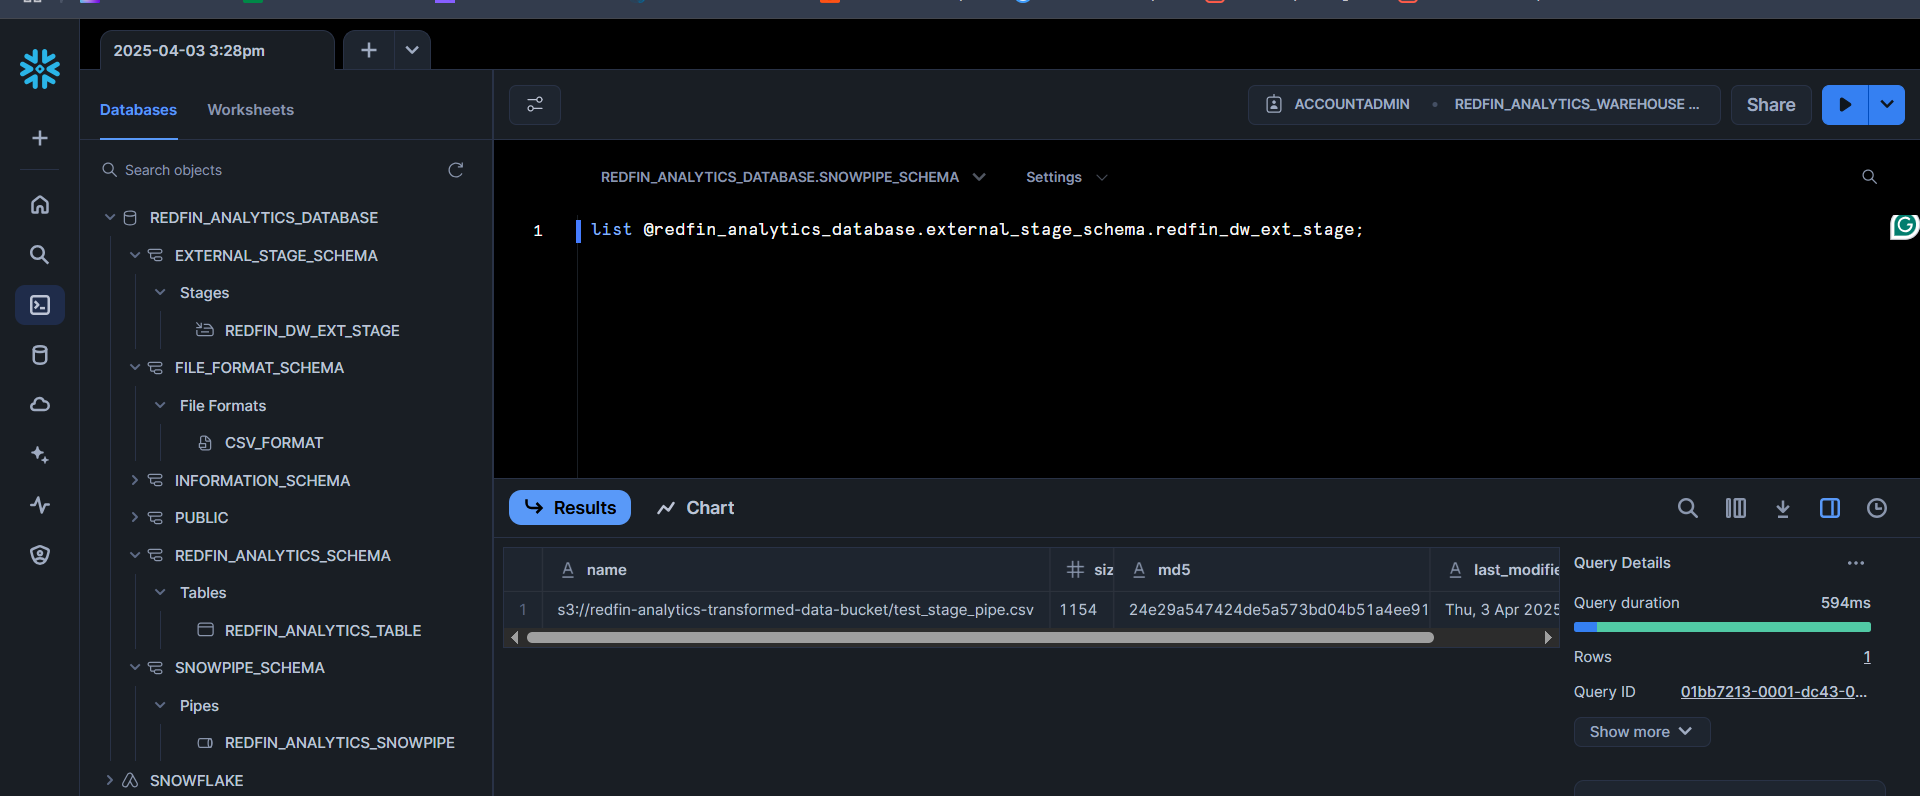 2025-04-03 3:28pm
Databases
Worksheets
Search objects
REDFIN_ANALYTICS_DATABASE
EXTERNAL_STAGE_SCHEMA
Stages
REDFIN_DW_EXT_STAGE
FILE_FORMAT_SCHEMA
File Formats
CSV_FORMAT
INFORMATION_SCHEMA
PUBLIC
REDFIN_ANALYTICS_SCHEMA
Tables
REDFIN_ANALYTICS_TABLE
SNOWPIPE_SCHEMA
Pipes
REDFIN_ANALYTICS_SNOWPIPE
SNOWFLAKE
ACCOUNTADMIN • REDFIN_ANALYTICS_WAREHOUSE ...
Share
REDFIN_ANALYTICS_DATABASE.SNOWPIPE_SCHEMA
Settings
1 list @redfin_analytics_database.external_stage_schema.redfin_dw_ext_stage;
Results
Chart
A name # siz A md5 A last_modifie
1 s3://redfin-analytics-transformed-data-bucket/test_stage_pipe.csv 1154 24e29a547424de5a573bd04b51a4ee91 Thu, 3 Apr 2025
Query Details
...
Query duration 594ms
Rows 1
Query ID 01bb7213-0001-dc43-0...
Show more